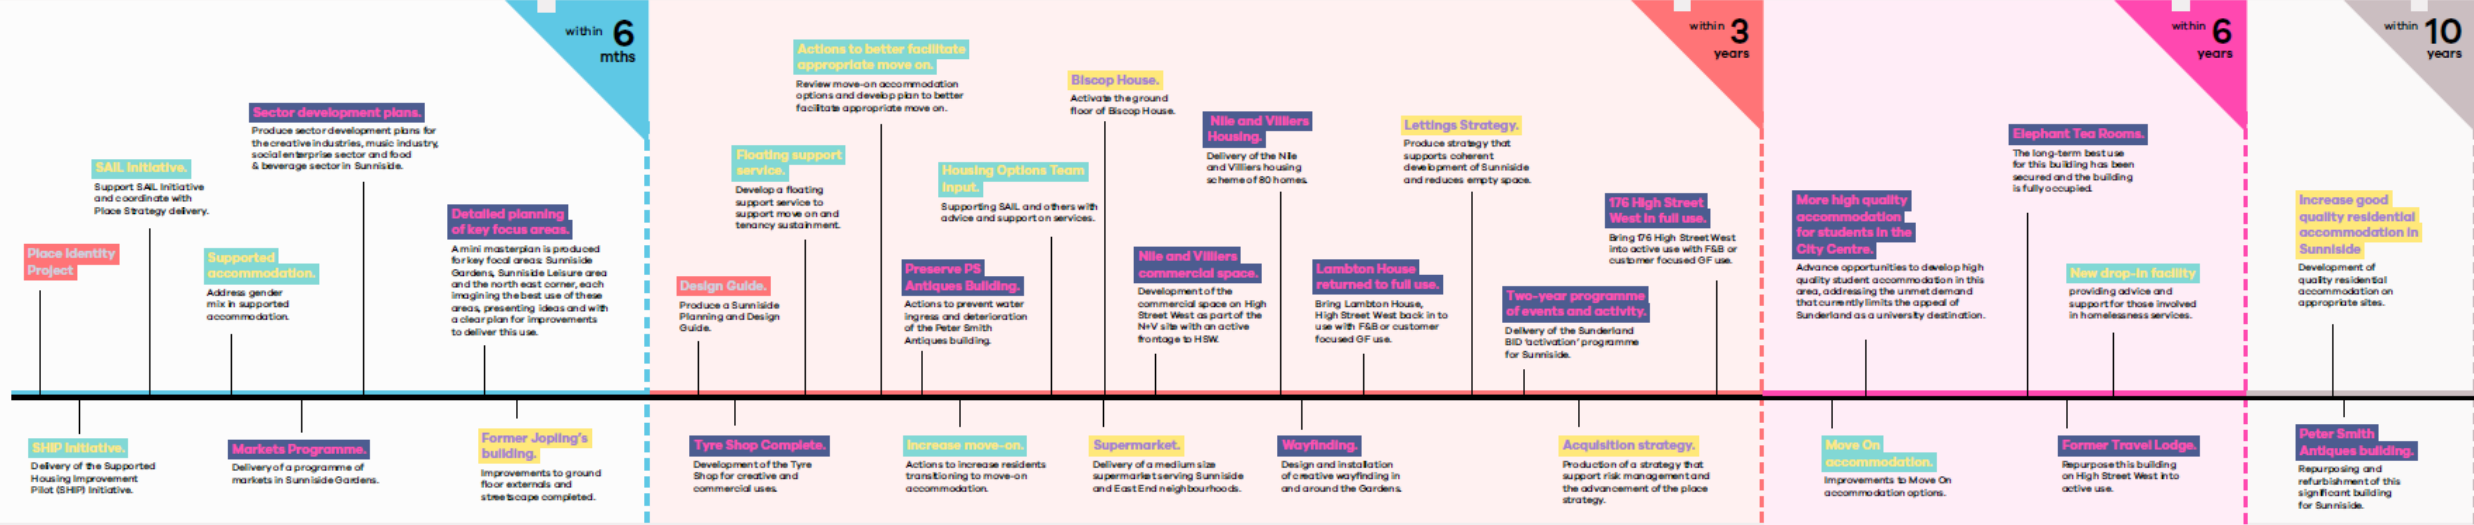 within 6
mths
Sector development plans.
Produce sector development plans for
the creative industries, music industry,
social enterprise sector and food
& beverage sector in Sunniside.
SAIL Initiative.
Support SAIL Initiative
and coordinate with
Place Strategy delivery.
Place Identity
Project
Supported
accommodation.
Address gender
mix in supported
accommodation.
Detailed planning
of key focus areas.
A mini masterplan is produced
for key focal areas: Sunniside
Gardens, Sunniside Leisure area
and the north east corner, each
imagining the best use of these
areas, presenting ideas and with
a clear plan for improvements
to deliver this use.
SHIP Initiative.
Delivery of the Supported
Housing Improvement
Pilot (SHIP) Initiative.
Markets Programme.
Delivery of a programme of
markets in Sunniside Gardens.
Former Jopling's
building.
Improvements to ground
floor externals and
streetscape completed.
within 3
years
Actions to better facilitate
appropriate move on.
Review move-on accommodation
options and develop plan to better
facilitate appropriate move on.
Biscop House.
Activate the ground
floor of Biscop House.
Nile and Villiers
Housing.
Delivery of the Nile
and Villiers housing
scheme of 80 homes.
Lettings Strategy.
Produce strategy that
supports coherent
development of Sunniside
and reduces empty space.
Floating support
service.
Develop a floating
support service to
support move on and
tenancy sustainment.
Housing Options Team
Input.
Supporting SAIL and others with
advice and support on services.
176 High Street
West in full use.
Bring 176 High Street West
into active use with F&B or
customer focused GF use.
Design Guide.
Produce a Sunniside
Planning and Design
Guide.
Preserve PS
Antiques Building.
Actions to prevent water
ingress and deterioration
of the Peter Smith
Antiques building.
Nile and Villiers
commercial space.
Development of the
commercial space on High
Street West as part of the
N+V site with an active
frontage to HSW.
Lambton House
returned to full use.
Bring Lambton House,
High Street West back in to
use with F&B or customer
focused GF use.
Two-year programme
of events and activity.
Delivery of the Sunderland
BID 'activation' programme
for Sunniside.
Tyre Shop Complete.
Development of the Tyre
Shop for creative and
commercial uses.
Increase move-on.
Actions to increase residents
transitioning to move-on
accommodation.
Supermarket.
Delivery of a medium size
supermarket serving Sunniside
and East End neighbourhoods.
Wayfinding.
Design and installation
of creative wayfinding in
and around the Gardens.
Acquisition strategy.
Production of a strategy that
support risk management and
the advancement of the place
strategy.
within 6
years
Elephant Tea Rooms.
The long-term best use
for this building has been
secured and the building
is fully occupied.
More high quality
accommodation
for students in the
City Centre.
Advance opportunities to develop high
quality student accommodation in this
area, addressing the unmet demand
that currently limits the appeal of
Sunderland as a university destination.
New drop-in facility
providing advice and
support for those involved
in homelessness services.
Move On
accommodation.
Improvements to Move On
accommodation options.
Former Travel Lodge.
Repurpose this building
on High Street West into
active use.
within 10
years
Increase good
quality residential
accommodation in
Sunniside
Development of
quality residential
accommodation on
appropriate sites.
Peter Smith
Antiques building.
Repurposing and
refurbishment of this
significant building
for Sunniside.